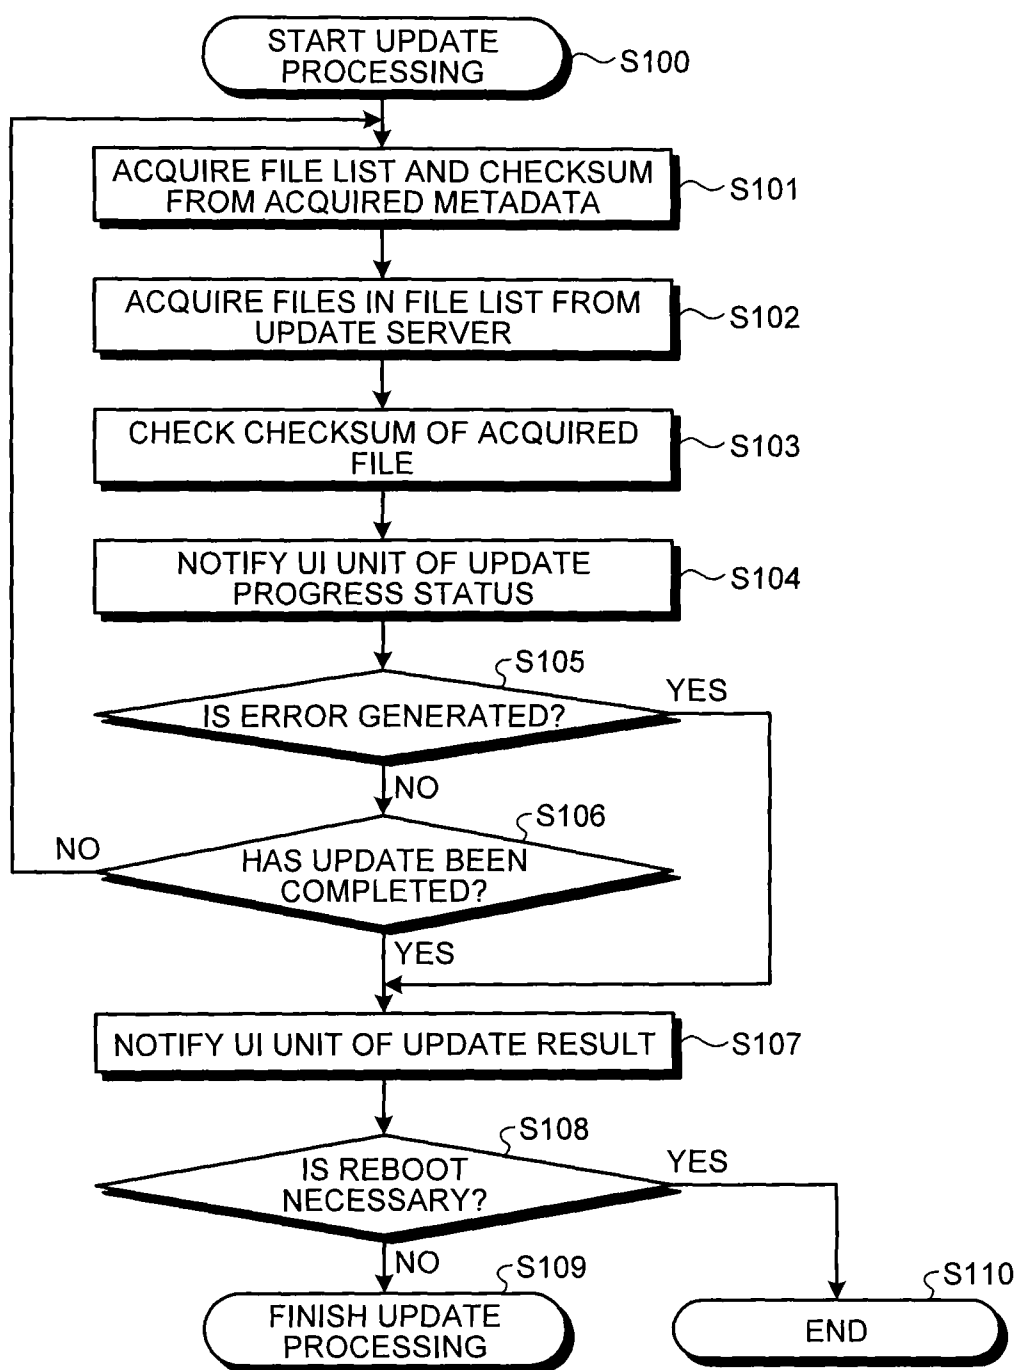 START UPDATE
PROCESSING
S100
ACQUIRE FILE LIST AND CHECKSUM
FROM ACQUIRED METADATA
S101
ACQUIRE FILES IN FILE LIST FROM
UPDATE SERVER
S102
CHECK CHECKSUM OF ACQUIRED
FILE
S103
NOTIFY UI UNIT OF UPDATE
PROGRESS STATUS
S104
S105
IS ERROR GENERATED?
YES
NO
S106
HAS UPDATE BEEN
COMPLETED?
NO
YES
NOTIFY UI UNIT OF UPDATE RESULT
S107
S108
IS REBOOT
NECESSARY?
YES
NO
S109
FINISH UPDATE
PROCESSING
S110
END